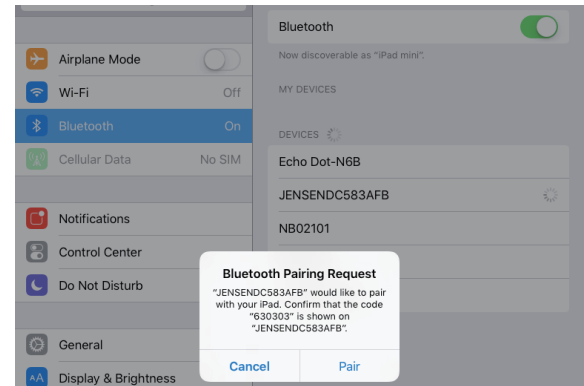 Bluetooth
Now discoverable as "iPad mini".
Airplane Mode
Wi-Fi Off
MY DEVICES
Bluetooth On
DEVICES
Cellular Data No SIM
Echo Dot-N6B
JENSENDC583AFB
Notifications
NB02101
Control Center
Do Not Disturb
Bluetooth Pairing Request
"JENSENDC583AFB" would like to pair
with your iPad. Confirm that the code
"630303" is shown on
"JENSENDC583AFB".
Cancel Pair
General
AA Display & Brightness